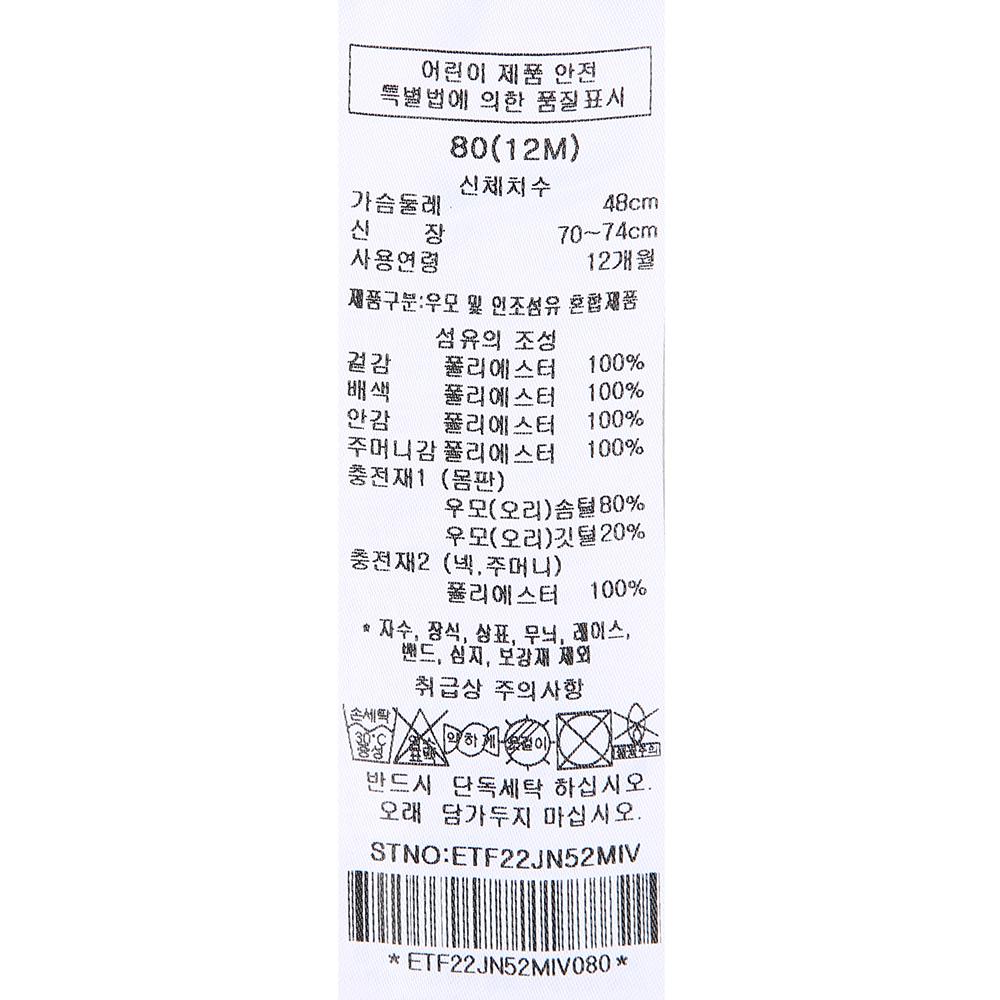 어린이 제품 안전
특별법에 의한 품질표시
80(12M)
신체치수
가슴둘레 48cm
신 장 70~74cm
사용연령 12개월
제품구분:우모 및 인조섬유 혼합제품
섬유의 조성
겉감 폴리에스터 100%
배색 폴리에스터 100%
안감 폴리에스터 100%
주머니감 폴리에스터 100%
충전재1 (몸판)
우모(오리)솜털80%
우모(오리)깃털20%
충전재2 (넥.주머니)
폴리에스터 100%
* 자수, 장식, 상표, 무늬, 레이스,
밴드, 심지, 보강재 제외
취급상 주의사항
손세탁
30°C
중성
염소
표백
약하게
옷걸이
반드시 단독세탁 하십시오.
오래 담가두지 마십시오.
STNO:ETF22JN52MIV
*ETF22JN52MIV080*